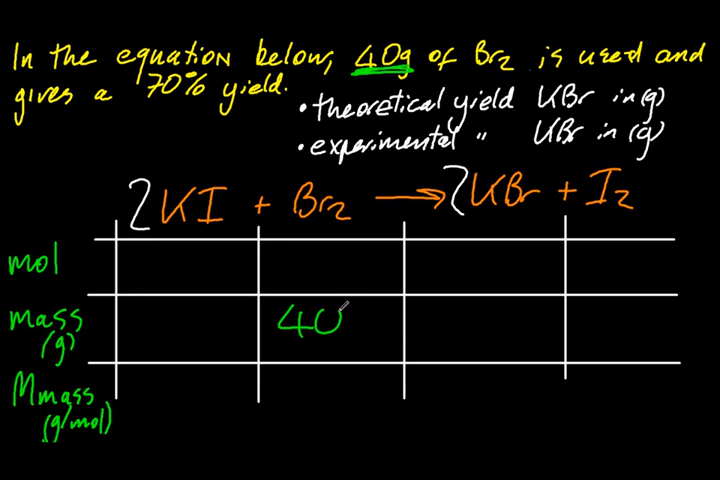 In the equation below, 40g of Br2 is used and
gives a 70% yield.
• theoretical yield KBr in (g)
• experimental " KBr in (g)
2KI + Br2 → 2KBr + I2
mol
mass 40
(g)
Mmass
(g/mol)